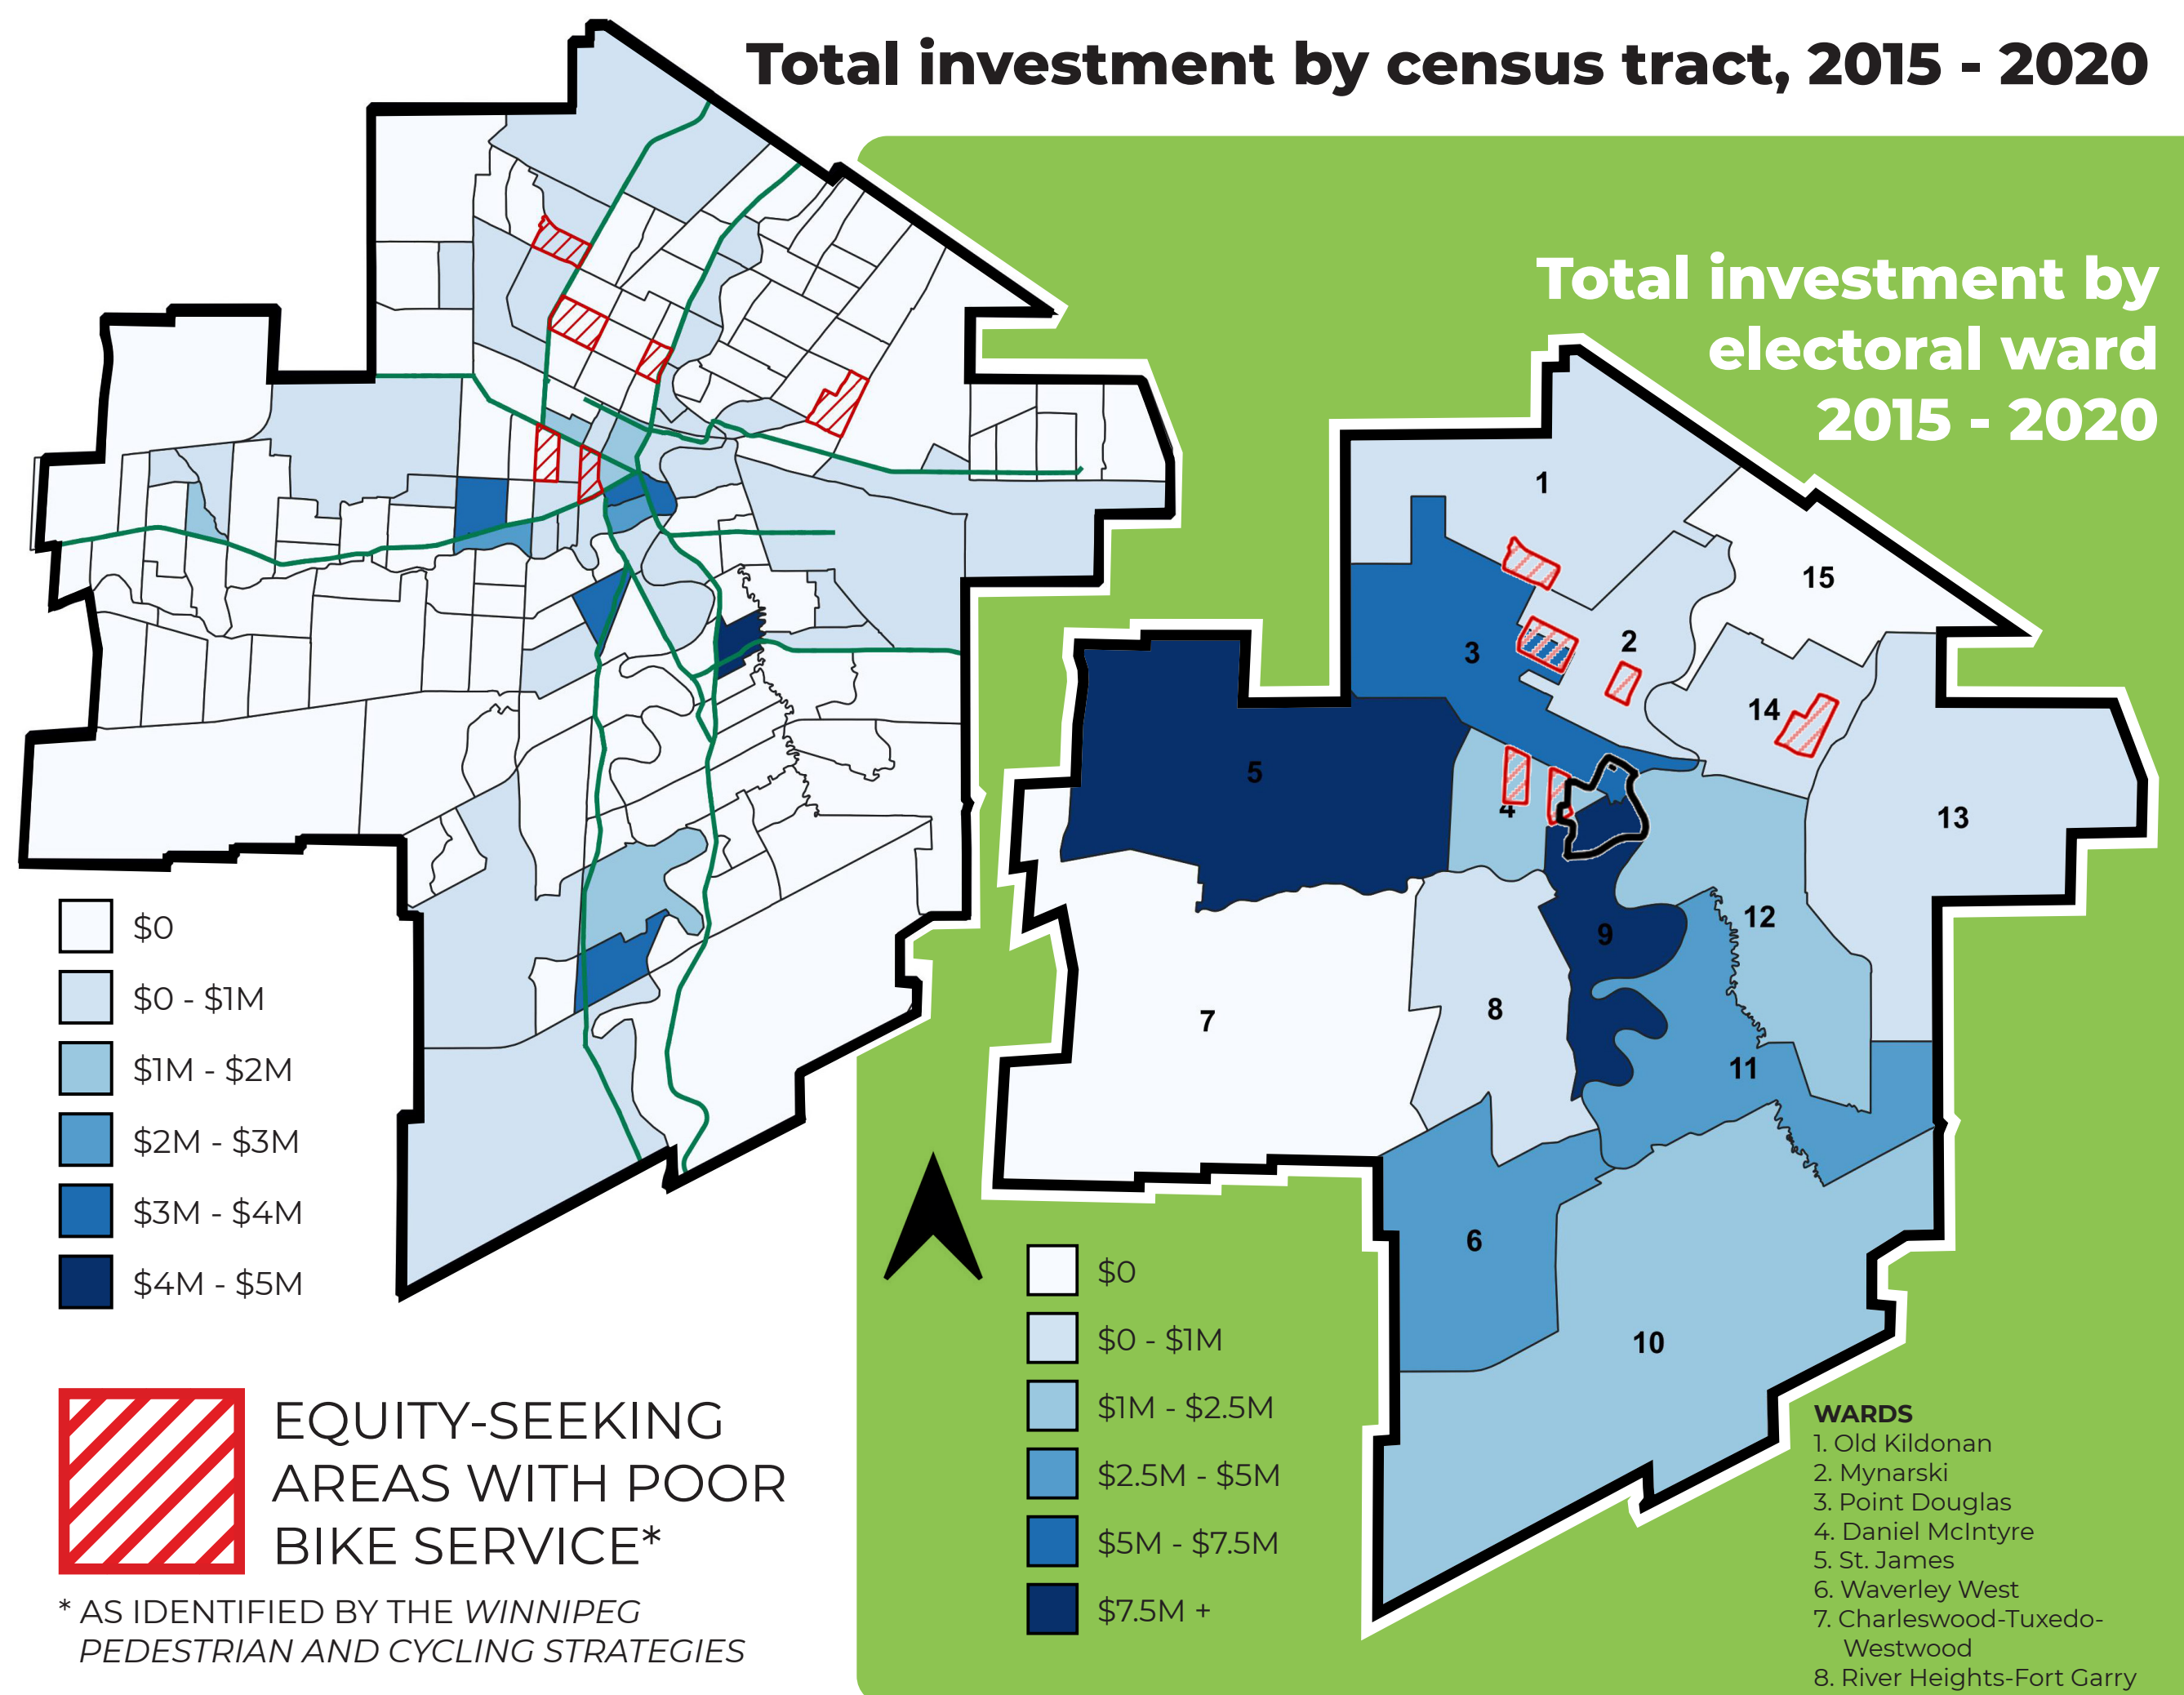 Total investment by census tract, 2015 - 2020
Total investment by
electoral ward
2015 - 2020
1
15
2
3
14
5
4
13
12
9
8
7
11
6
10
$0
$0 - $1M
$1M - $2M
$2M - $3M
$3M - $4M
$4M - $5M
EQUITY-SEEKING
AREAS WITH POOR
BIKE SERVICE*
* AS IDENTIFIED BY THE WINNIPEG
PEDESTRIAN AND CYCLING STRATEGIES
$0
$0 - $1M
$1M - $2.5M
$2.5M - $5M
$5M - $7.5M
$7.5M +
WARDS
1. Old Kildonan
2. Mynarski
3. Point Douglas
4. Daniel McIntyre
5. St. James
6. Waverley West
7. Charleswood-Tuxedo-
Westwood
8. River Heights-Fort Garry